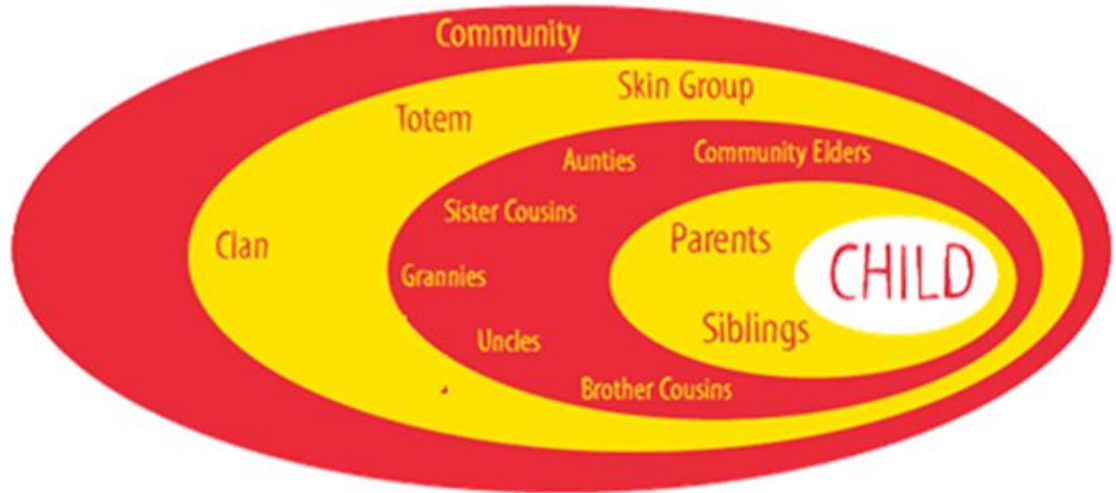 Community
Skin Group
Totem
Community Elders
Aunties
Sister Cousins
Parents
Clan
CHILD
Grannies
Siblings
Uncles
Brother Cousins